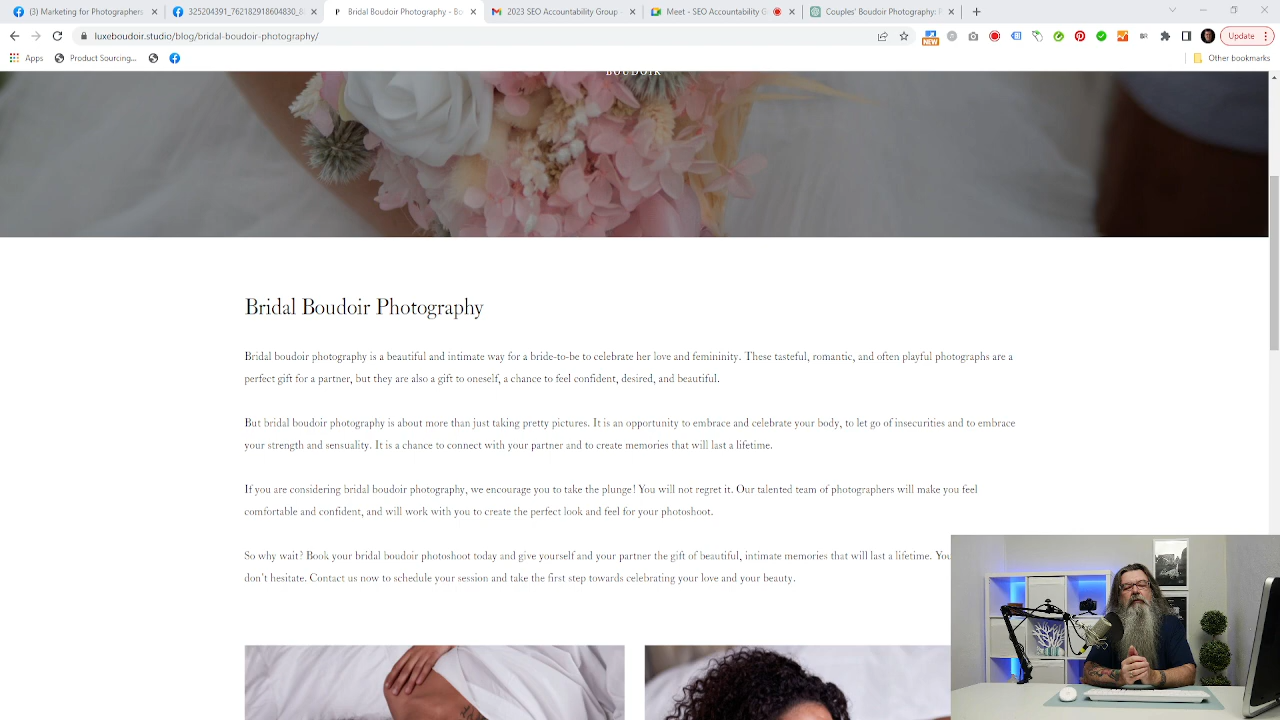 (3) Marketing for Photographers
325204391_762182918604830_8
Bridal Boudoir Photography - Bo
2023 SEO Accountability Group -
Meet - SEO Accountability G
Couples' Boudoir Photography: P
luxeboudoir.studio/blog/bridal-boudoir-photography/
NEW
Update
Apps
Product Sourcing...
Other bookmarks
BOUDOIR
Bridal Boudoir Photography
Bridal boudoir photography is a beautiful and intimate way for a bride-to-be to celebrate her love and femininity. These tasteful, romantic, and often playful photographs are a
perfect gift for a partner, but they are also a gift to oneself, a chance to feel confident, desired, and beautiful.
But bridal boudoir photography is about more than just taking pretty pictures. It is an opportunity to embrace and celebrate your body, to let go of insecurities and to embrace
your strength and sensuality. It is a chance to connect with your partner and to create memories that will last a lifetime.
If you are considering bridal boudoir photography, we encourage you to take the plunge! You will not regret it. Our talented team of photographers will make you feel
comfortable and confident, and will work with you to create the perfect look and feel for your photoshoot.
So why wait? Book your bridal boudoir photoshoot today and give yourself and your partner the gift of beautiful, intimate memories that will last a lifetime. You
don't hesitate. Contact us now to schedule your session and take the first step towards celebrating your love and your beauty.